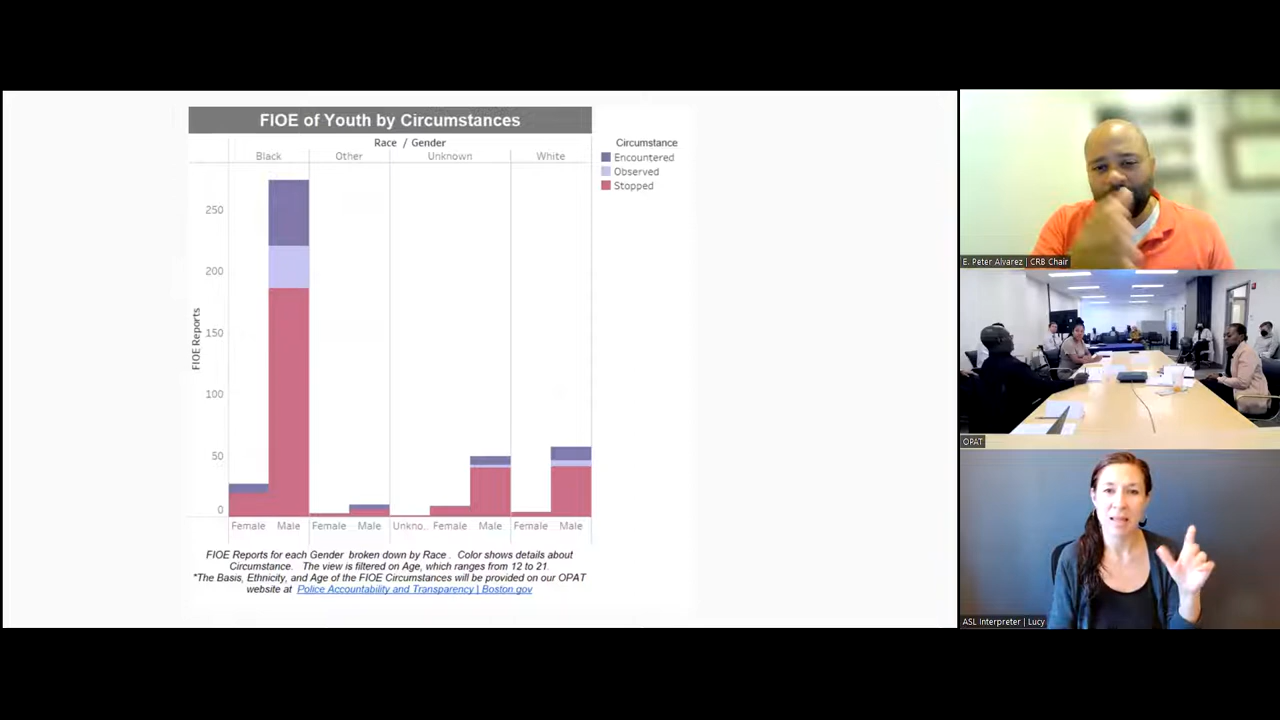 FIOE of Youth by Circumstances
Race / Gender
Black Other Unknown White
Circumstance
Encountered
Observed
Stopped
FIOE Reports
250
200
150
100
50
0
Female Male Female Male Unkno.. Female Male Female Male
FIOE Reports for each Gender broken down by Race . Color shows details about
Circumstance. The view is filtered on Age, which ranges from 12 to 21.
*The Basis, Ethnicity, and Age of the FIOE Circumstances will be provided on our OPAT
website at Police Accountability and Transparency | Boston.gov
E. Peter Alvarez | CRB Chair
OPAT
ASL Interpreter | Lucy